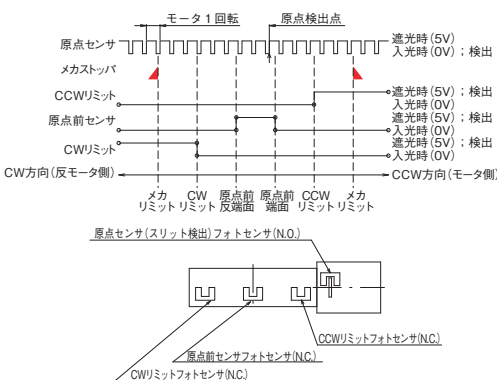 モータ1回転
原点検出点
原点センサ
遮光時(5V)
入光時(0V);検出
メカストッパ
CCWリミット
遮光時(5V);検出
入光時(0V)
原点前センサ
遮光時(5V);検出
入光時(0V)
CWリミット
遮光時(5V);検出
入光時(0V)
CW方向(反モータ側)
CCW方向(モータ側)
メカ
リミット
CW
リミット
原点前
反端面
原点前
端面
CCW
リミット
メカ
リミット
原点センサ(スリット検出)フォトセンサ(N.O.)
CCWリミットフォトセンサ(N.C.)
原点前センサフォトセンサ(N.C.)
CWリミットフォトセンサ(N.C.)